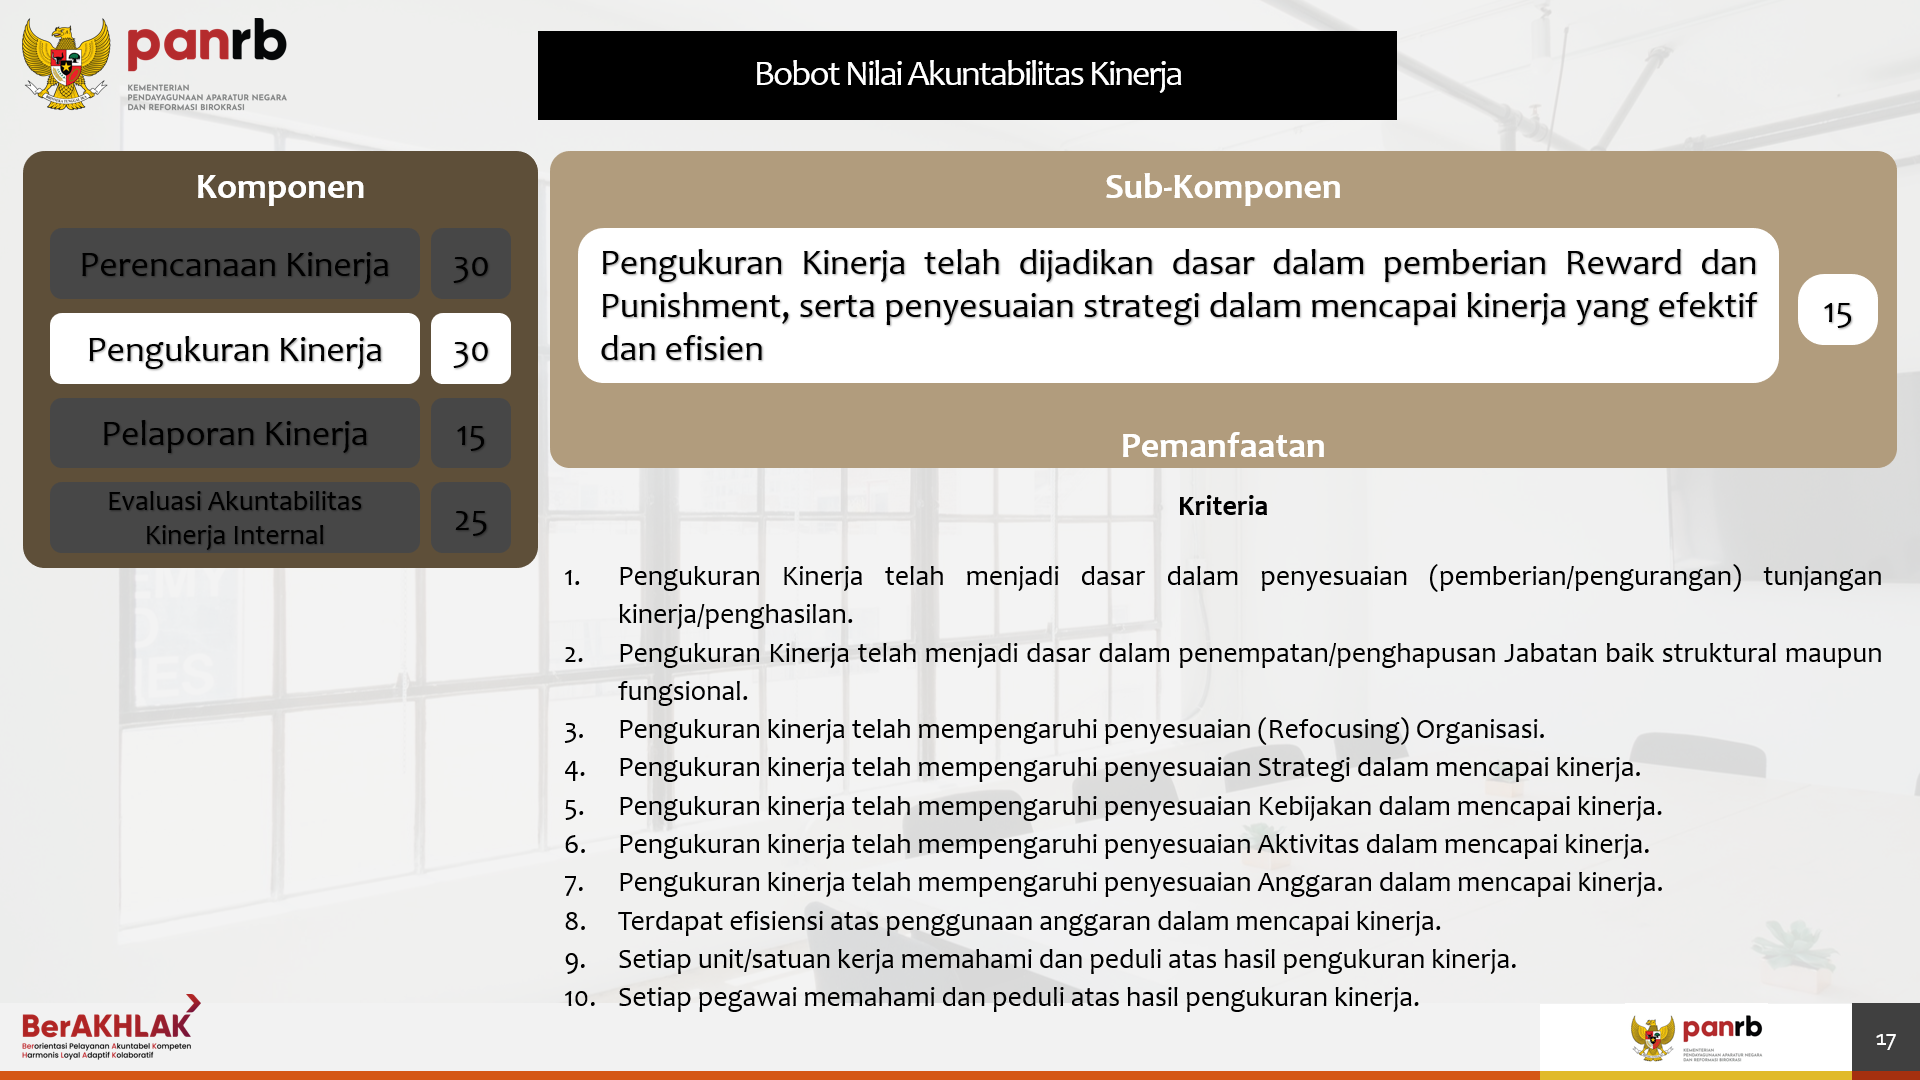 panrb
KEMENTERIAN
PENDAYAGUNAAN APARATUR NEGARA
DAN REFORMASI BIROKRASI
Bobot Nilai Akuntabilitas Kinerja
Komponen
Perencanaan Kinerja 30
Pengukuran Kinerja 30
Pelaporan Kinerja 15
Evaluasi Akuntabilitas
Kinerja Internal 25
Sub-Komponen
Pengukuran Kinerja telah dijadikan dasar dalam pemberian Reward dan
Punishment, serta penyesuaian strategi dalam mencapai kinerja yang efektif
dan efisien
15
Pemanfaatan
Kriteria
1. Pengukuran Kinerja telah menjadi dasar dalam penyesuaian (pemberian/pengurangan) tunjangan
kinerja/penghasilan.
2. Pengukuran Kinerja telah menjadi dasar dalam penempatan/penghapusan Jabatan baik struktural maupun
fungsional.
3. Pengukuran kinerja telah mempengaruhi penyesuaian (Refocusing) Organisasi.
4. Pengukuran kinerja telah mempengaruhi penyesuaian Strategi dalam mencapai kinerja.
5. Pengukuran kinerja telah mempengaruhi penyesuaian Kebijakan dalam mencapai kinerja.
6. Pengukuran kinerja telah mempengaruhi penyesuaian Aktivitas dalam mencapai kinerja.
7. Pengukuran kinerja telah mempengaruhi penyesuaian Anggaran dalam mencapai kinerja.
8. Terdapat efisiensi atas penggunaan anggaran dalam mencapai kinerja.
9. Setiap unit/satuan kerja memahami dan peduli atas hasil pengukuran kinerja.
10. Setiap pegawai memahami dan peduli atas hasil pengukuran kinerja.
BerAKHLAK
Berorientasi Pelayanan Akuntabel Kompeten
Harmonis Loyal Adaptif Kolaboratif
panrb
KEMENTERIAN
PENDAYAGUNAAN APARATUR NEGARA
DAN REFORMASI BIROKRASI
17